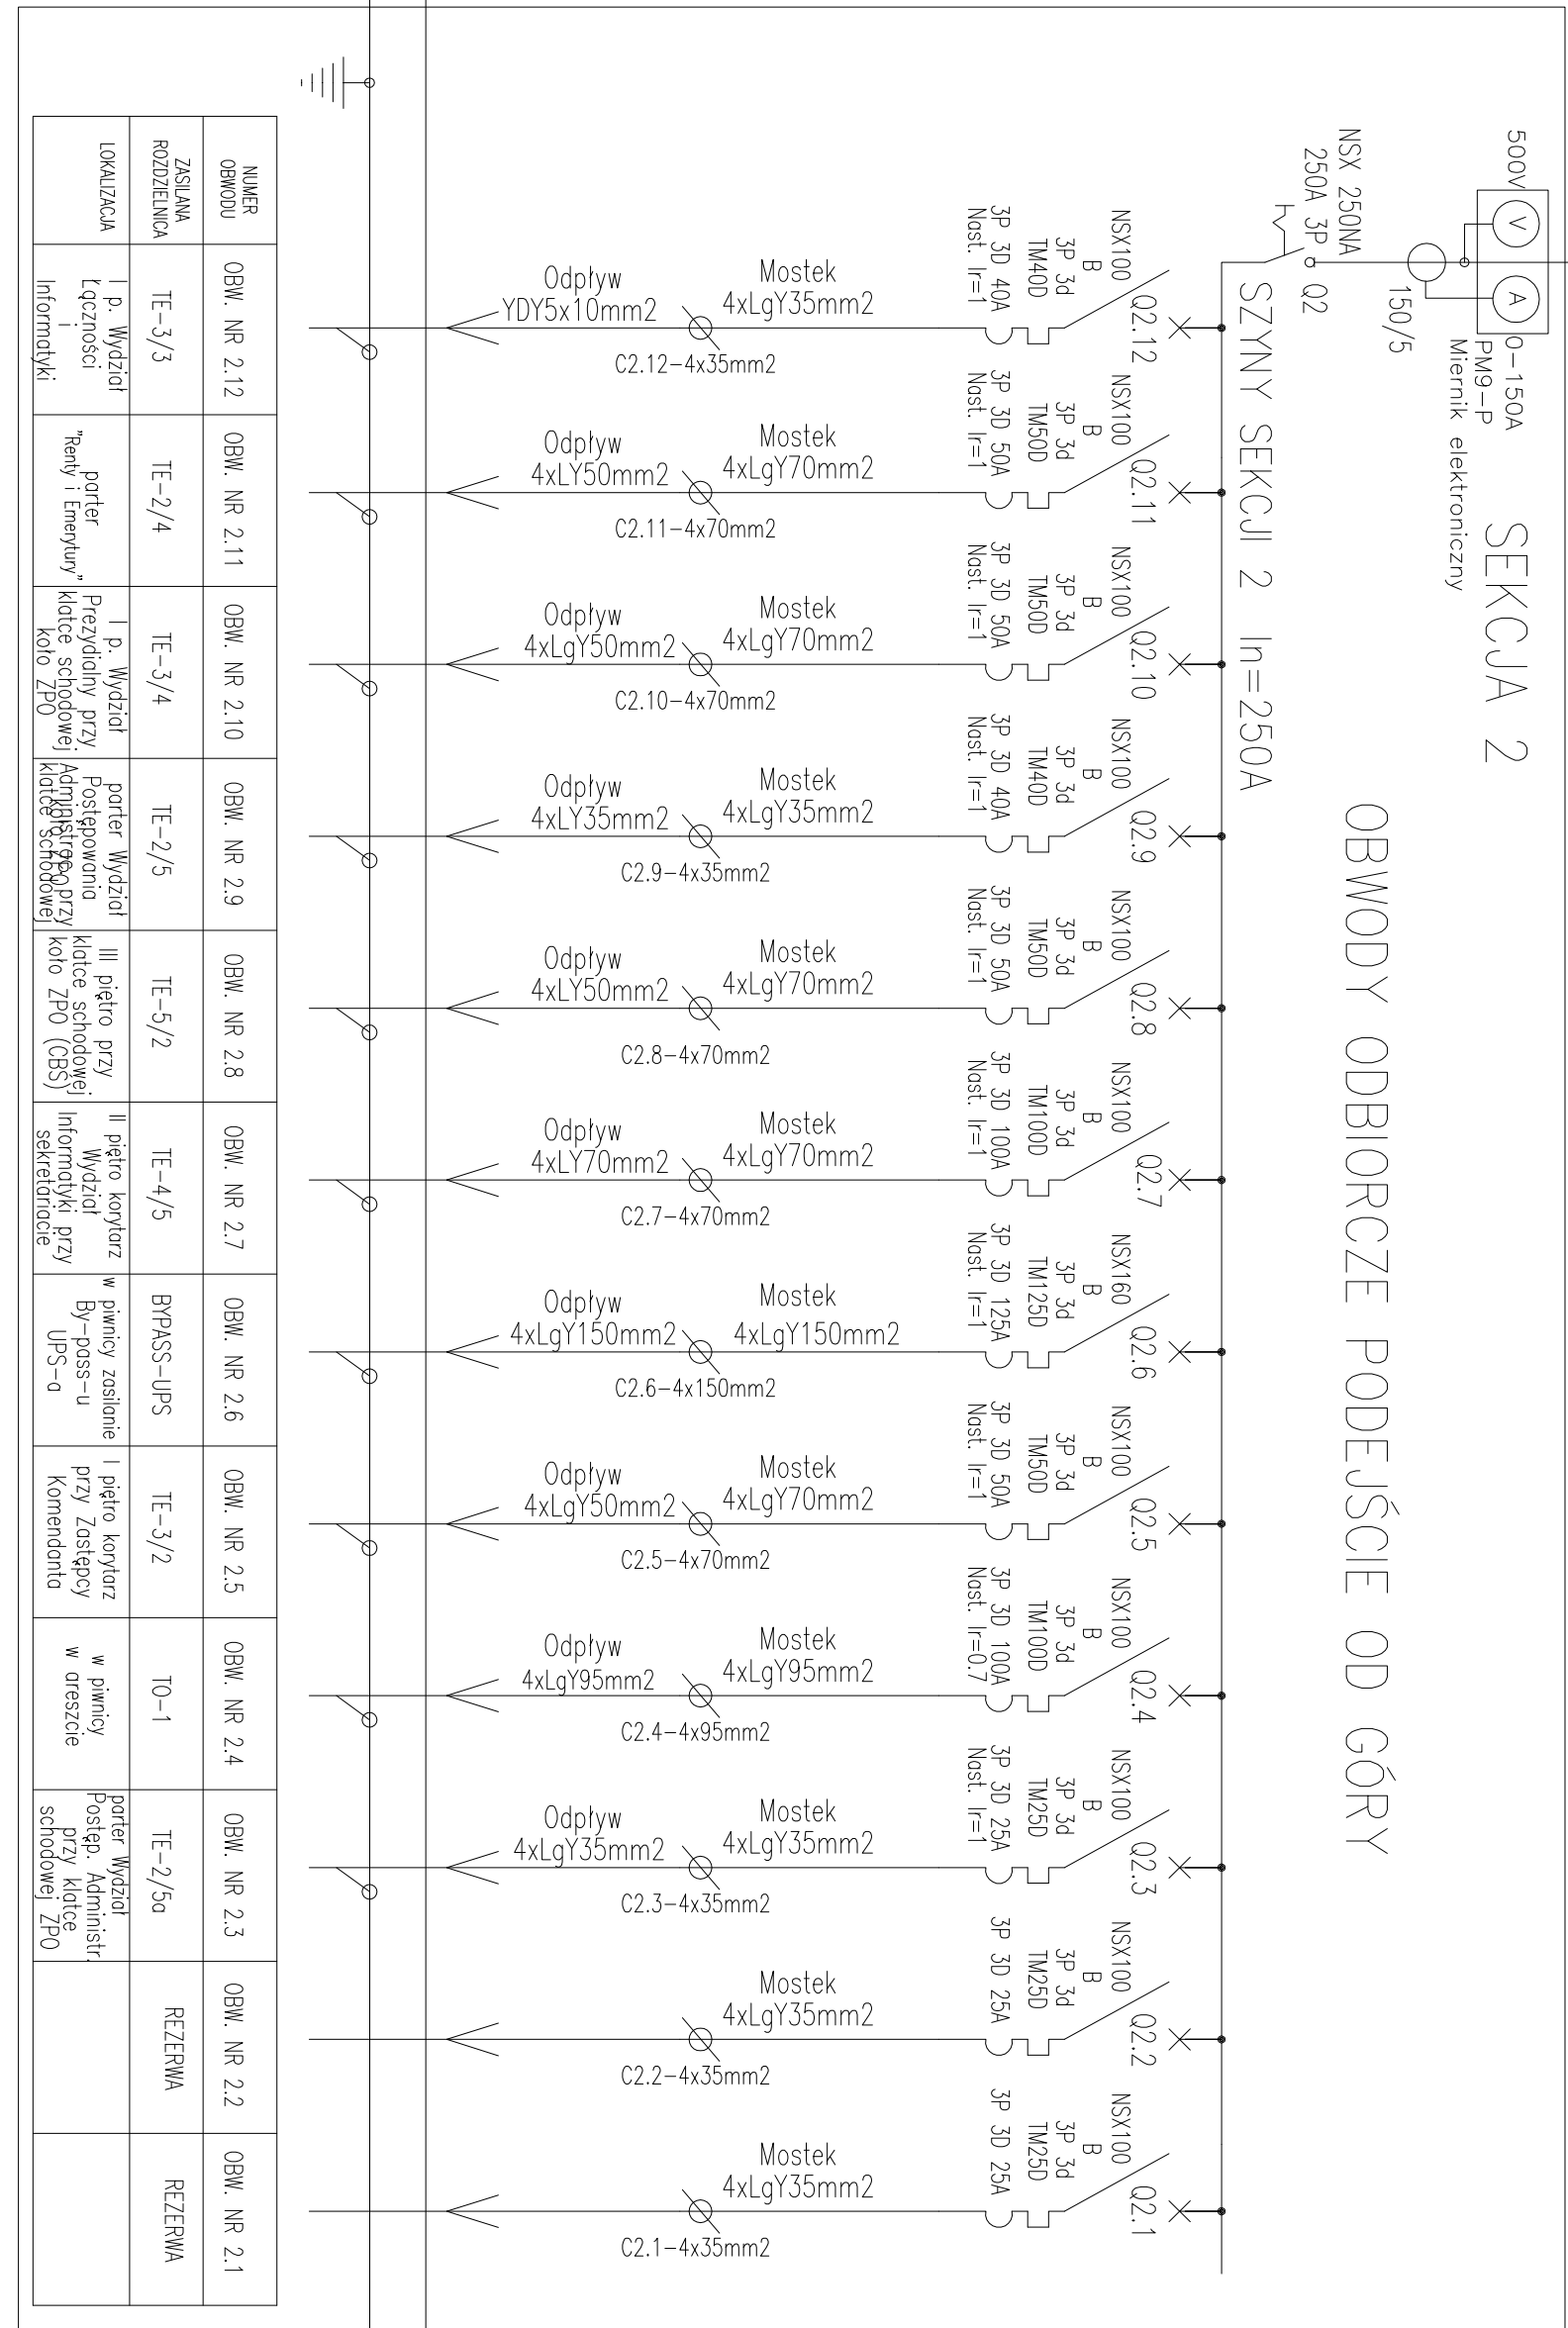 500V
V
A
0-150A
PM9-P
Miernik elektroniczny
SEKCJA 2
150/5
NSX 250NA
250A 3P Q2
SZYNY SEKCJI 2 In=250A
OBWODY ODBIORCZE PODEJŚCIE OD GÓRY
Q2.12
NSX100
B
3P 3d
TM40D
3P 3D 40A
Nast. Ir=1
Mostek
4xLgY35mm2
Odpływ
YDY5x10mm2
C2.12-4x35mm2
Q2.11
NSX100
B
3P 3d
TM50D
3P 3D 50A
Nast. Ir=1
Mostek
4xLgY70mm2
Odpływ
4xLY50mm2
C2.11-4x70mm2
Q2.10
NSX100
B
3P 3d
TM50D
3P 3D 50A
Nast. Ir=1
Mostek
4xLgY70mm2
Odpływ
4xLgY50mm2
C2.10-4x70mm2
Q2.9
NSX100
B
3P 3d
TM40D
3P 3D 40A
Nast. Ir=1
Mostek
4xLgY35mm2
Odpływ
4xLY35mm2
C2.9-4x35mm2
Q2.8
NSX100
B
3P 3d
TM50D
3P 3D 50A
Nast. Ir=1
Mostek
4xLgY70mm2
Odpływ
4xLY50mm2
C2.8-4x70mm2
Q2.7
NSX100
B
3P 3d
TM100D
3P 3D 100A
Nast. Ir=1
Mostek
4xLgY70mm2
Odpływ
4xLY70mm2
C2.7-4x70mm2
Q2.6
NSX160
B
3P 3d
TM125D
3P 3D 125A
Nast. Ir=1
Mostek
4xLgY150mm2
Odpływ
4xLgY150mm2
C2.6-4x150mm2
Q2.5
NSX100
B
3P 3d
TM50D
3P 3D 50A
Nast. Ir=1
Mostek
4xLgY70mm2
Odpływ
4xLgY50mm2
C2.5-4x70mm2
Q2.4
NSX100
B
3P 3d
TM100D
3P 3D 100A
Nast. Ir=0.7
Mostek
4xLgY95mm2
Odpływ
4xLgY95mm2
C2.4-4x95mm2
Q2.3
NSX100
B
3P 3d
TM25D
3P 3D 25A
Nast. Ir=1
Mostek
4xLgY35mm2
Odpływ
4xLgY35mm2
C2.3-4x35mm2
Q2.2
NSX100
B
3P 3d
TM25D
3P 3D 25A
Mostek
4xLgY35mm2
C2.2-4x35mm2
Q2.1
NSX100
B
3P 3d
TM25D
3P 3D 25A
Mostek
4xLgY35mm2
C2.1-4x35mm2
NUMER
OBWODU
ZASILANA
ROZDZIELNICA
LOKALIZACJA
OBW. NR 2.12
TE-3/3
I p. Wydział
Łączności
i
Informatyki
OBW. NR 2.11
TE-2/4
parter
"Renty i Emerytury"
OBW. NR 2.10
TE-3/4
I p. Wydział
Prezydialny przy
klatce schodowej
koło ZPO
OBW. NR 2.9
TE-2/5
parter Wydział
Postępowania
przy
klatce schodowej
OBW. NR 2.8
TE-5/2
III piętro przy
klatce schodowej
koło ZPO (CBŚ)
OBW. NR 2.7
TE-4/5
II piętro korytarz
Wydział
Informatyki przy
sekretariacie
OBW. NR 2.6
BYPASS-UPS
w piwnicy zasilanie
By-pass-u
UPS-a
OBW. NR 2.5
TE-3/2
I piętro korytarz
przy Zastępcy
Komendanta
OBW. NR 2.4
TO-1
w piwnicy
w areszcie
OBW. NR 2.3
TE-2/5a
parter Wydział
Postęp. Administr.
przy klatce
schodowej ZPO
OBW. NR 2.2
REZERWA
OBW. NR 2.1
REZERWA